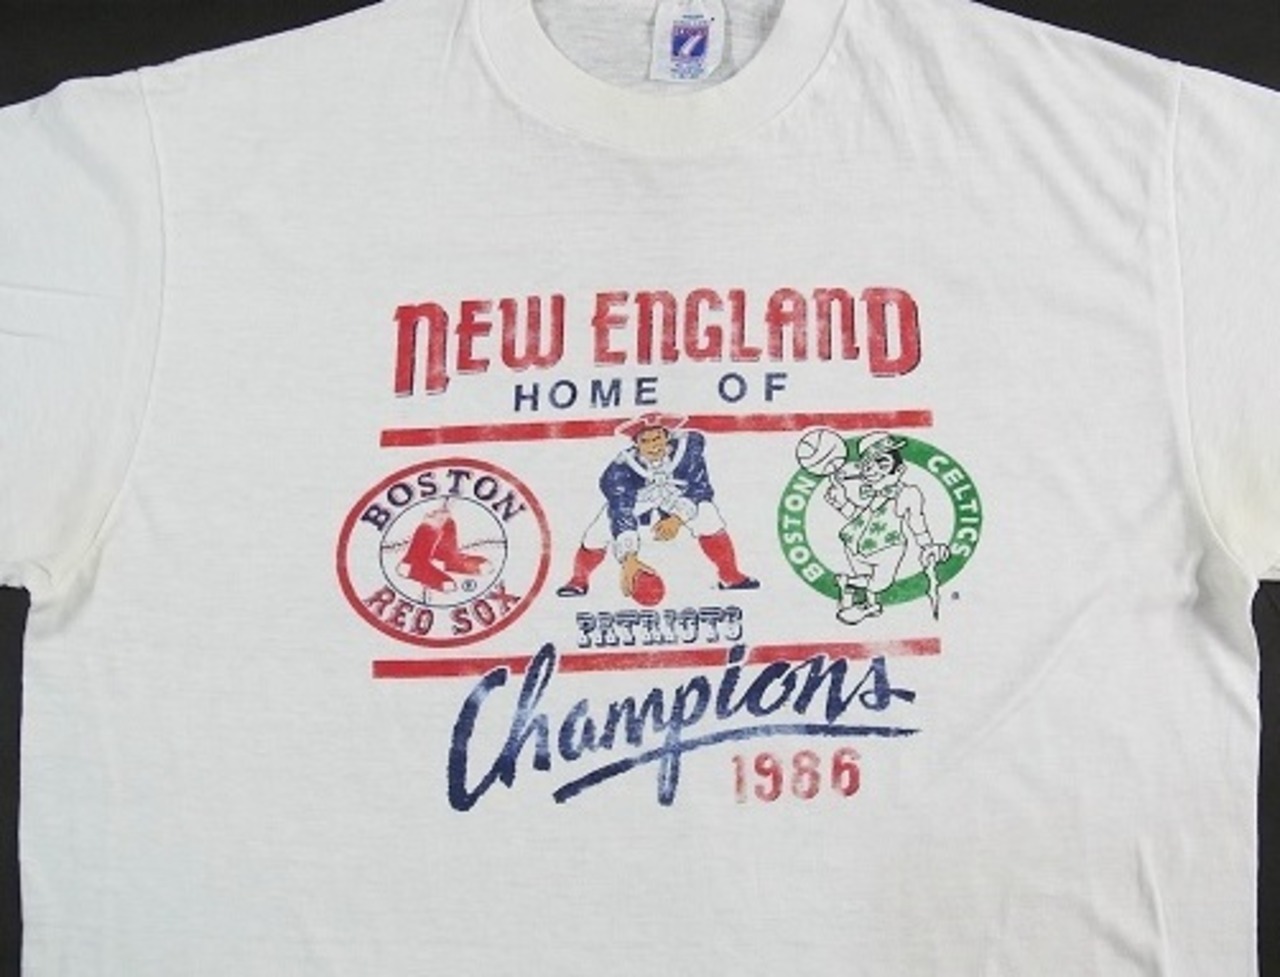 NEW ENGLAND
HOME OF
BOSTON
RED SOX
®
PATRIOTS
BOSTON
CELTICS
Champions
1986